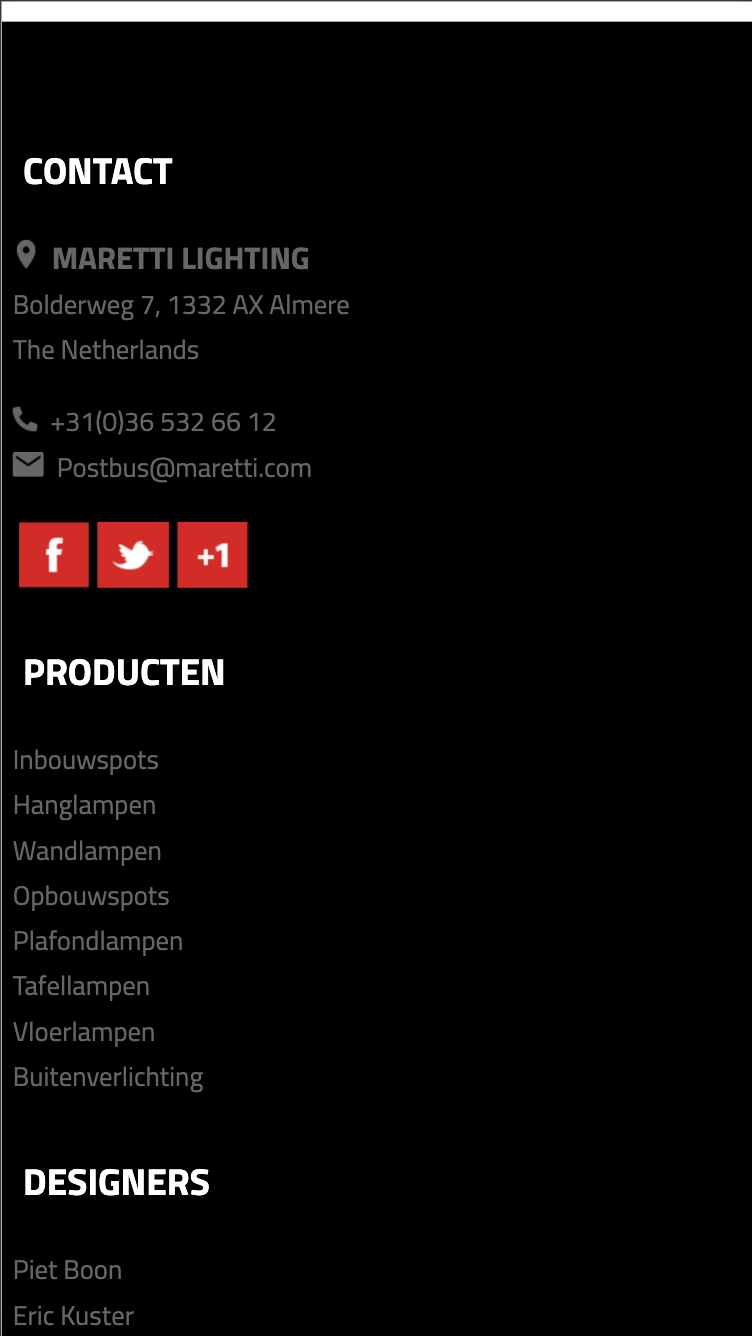 CONTACT
MARETTI LIGHTING
Bolderweg 7, 1332 AX Almere
The Netherlands
+31(0)36 532 66 12
Postbus@maretti.com
f
+1
PRODUCTEN
Inbouwspots
Hanglampen
Wandlampen
Opbouwspots
Plafondlampen
Tafellampen
Vloerlampen
Buitenverlichting
DESIGNERS
Piet Boon
Eric Kuster